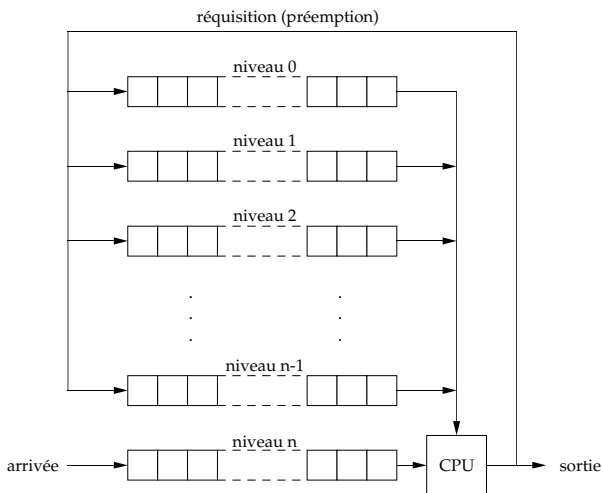 réquisition (préemption)
niveau 0
niveau 1
niveau 2
niveau n-1
niveau n
arrivée
CPU
sortie